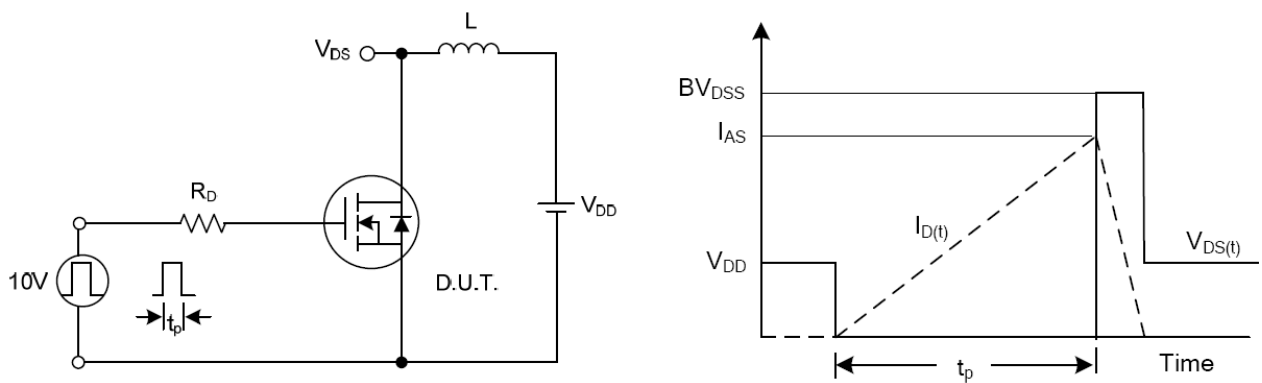 L
V_DS
R_D
V_DD
10V
t_p
D.U.T.
BV_DSS
I_AS
I_D(t)
V_DD
V_DS(t)
t_p
Time